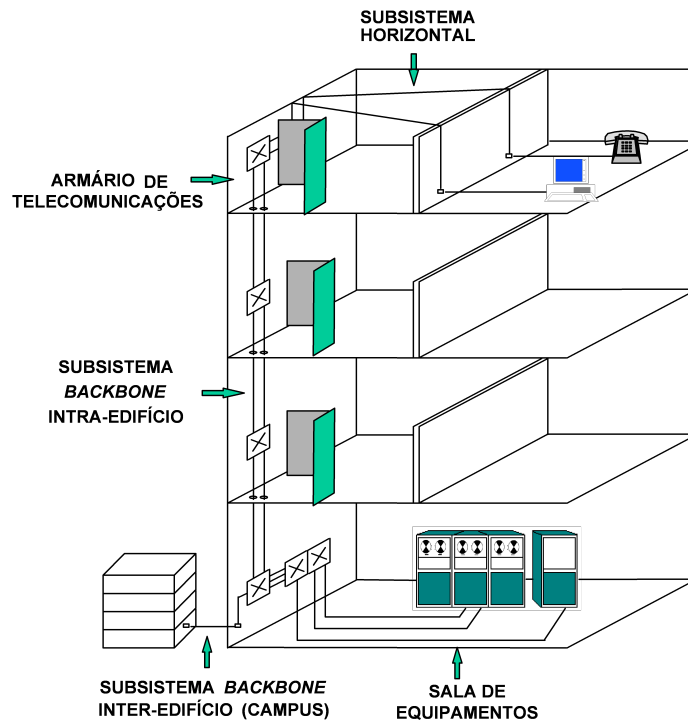 SUBSISTEMA
HORIZONTAL
ARMÁRIO DE
TELECOMUNICAÇÕES
SUBSISTEMA
BACKBONE
INTRA-EDIFÍCIO
SUBSISTEMA BACKBONE
INTER-EDIFÍCIO (CAMPUS)
SALA DE
EQUIPAMENTOS